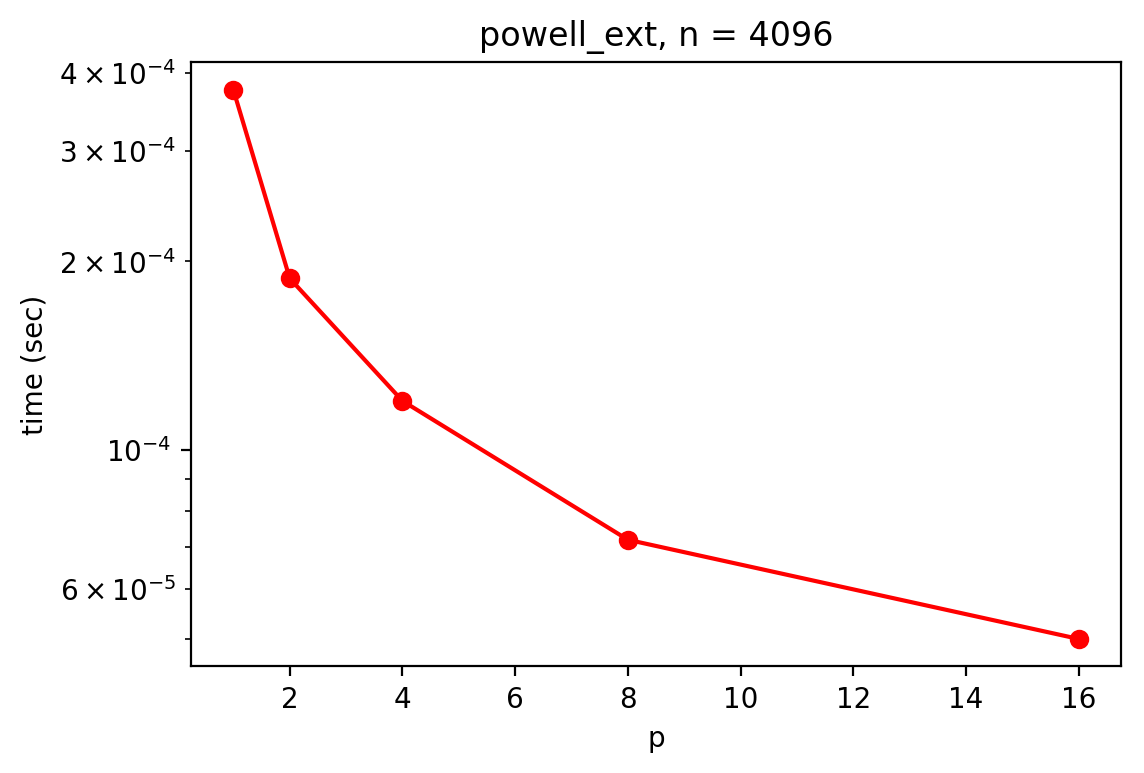 powell_ext, n = 4096
time (sec)
4 × 10⁻⁴
3 × 10⁻⁴
2 × 10⁻⁴
10⁻⁴
6 × 10⁻⁵
2 4 6 8 10 12 14 16
p